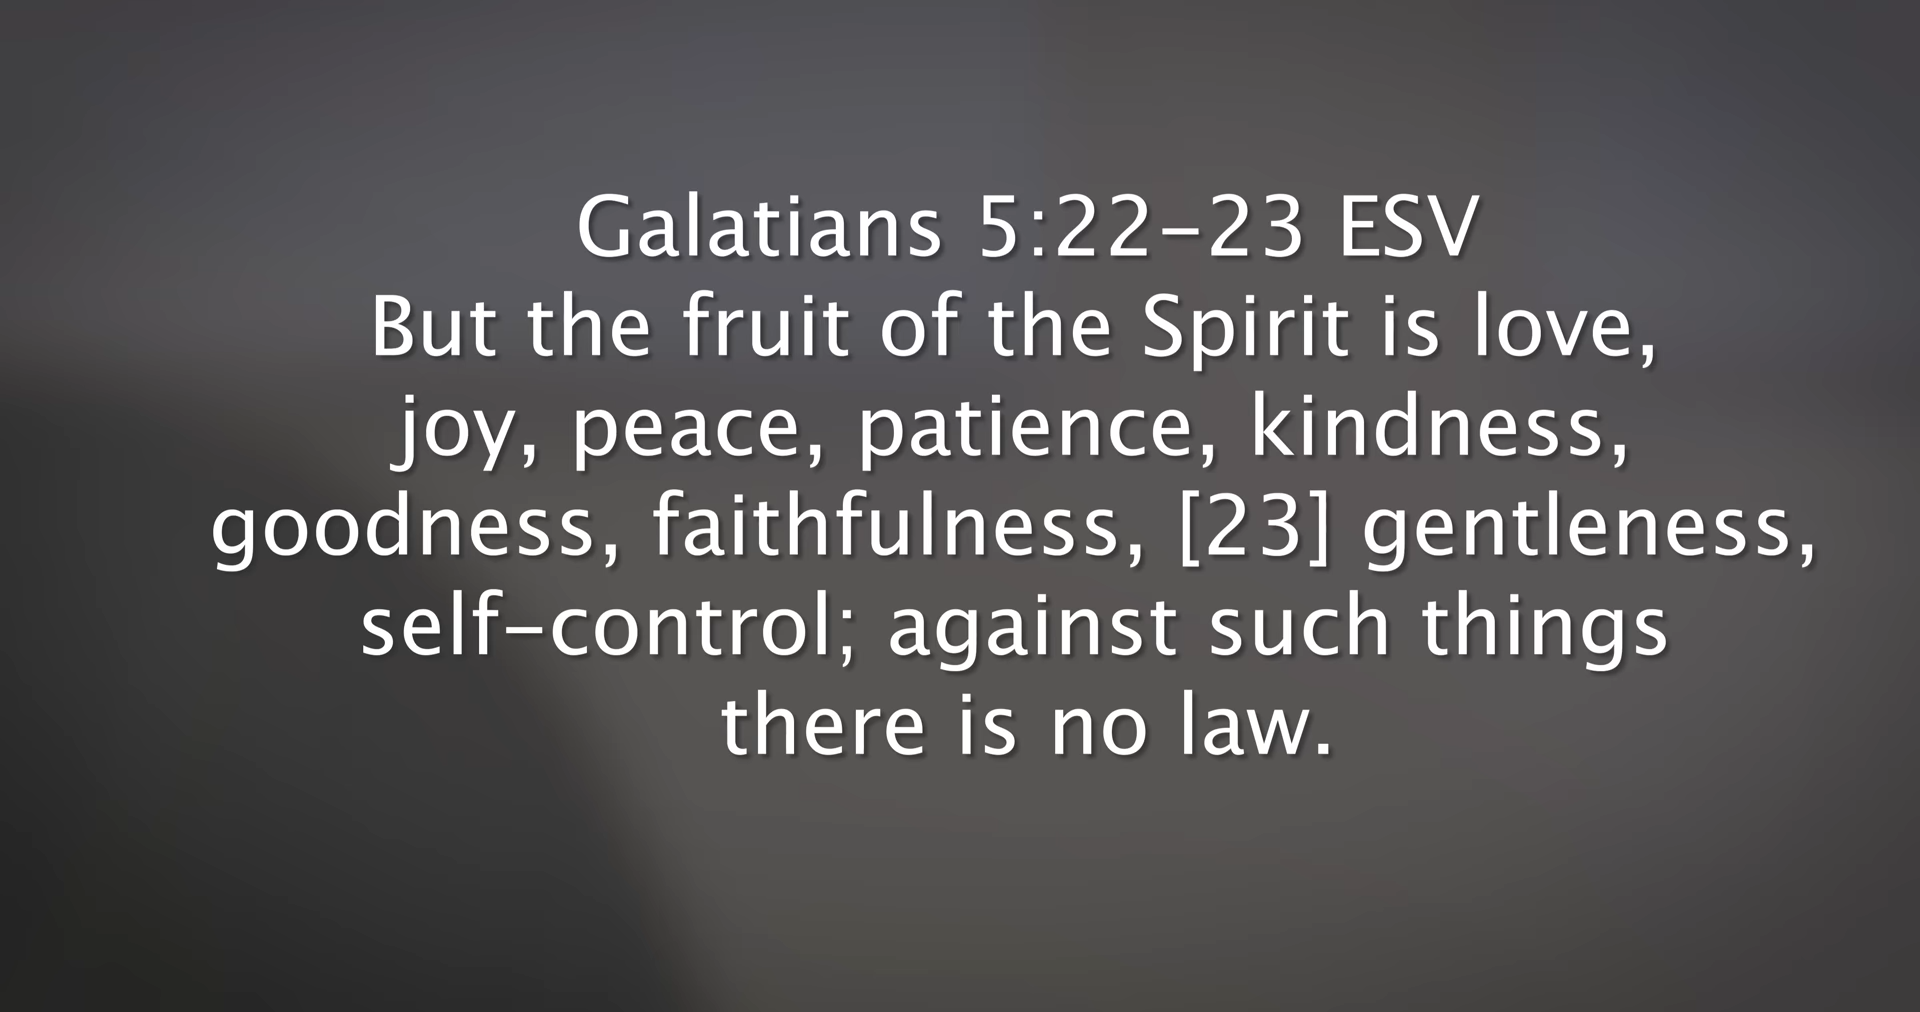 Galatians 5:22-23 ESV
But the fruit of the Spirit is love,
joy, peace, patience, kindness,
goodness, faithfulness, [23] gentleness,
self-control; against such things
there is no law.